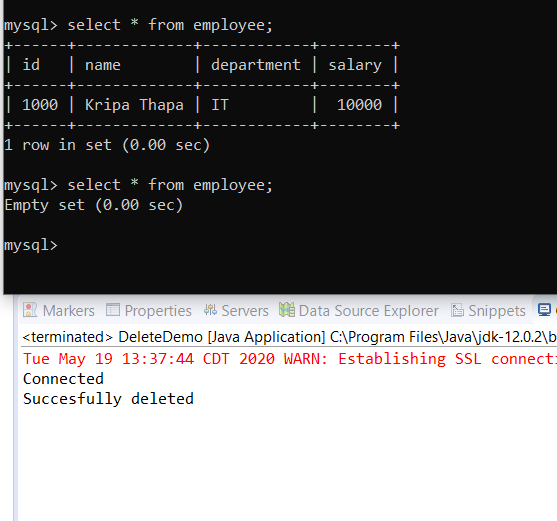 mysql> select * from employee;
+------+-------------+------------+--------+
| id   | name        | department | salary |
+------+-------------+------------+--------+
| 1000 | Kripa Thapa | IT         |  10000 |
+------+-------------+------------+--------+
1 row in set (0.00 sec)
mysql> select * from employee;
Empty set (0.00 sec)
mysql>
Markers Properties Servers Data Source Explorer Snippets
<terminated> DeleteDemo [Java Application] C:\Program Files\Java\jdk-12.0.2\b
Tue May 19 13:37:44 CDT 2020 WARN: Establishing SSL connecti
Connected
Succesfully deleted